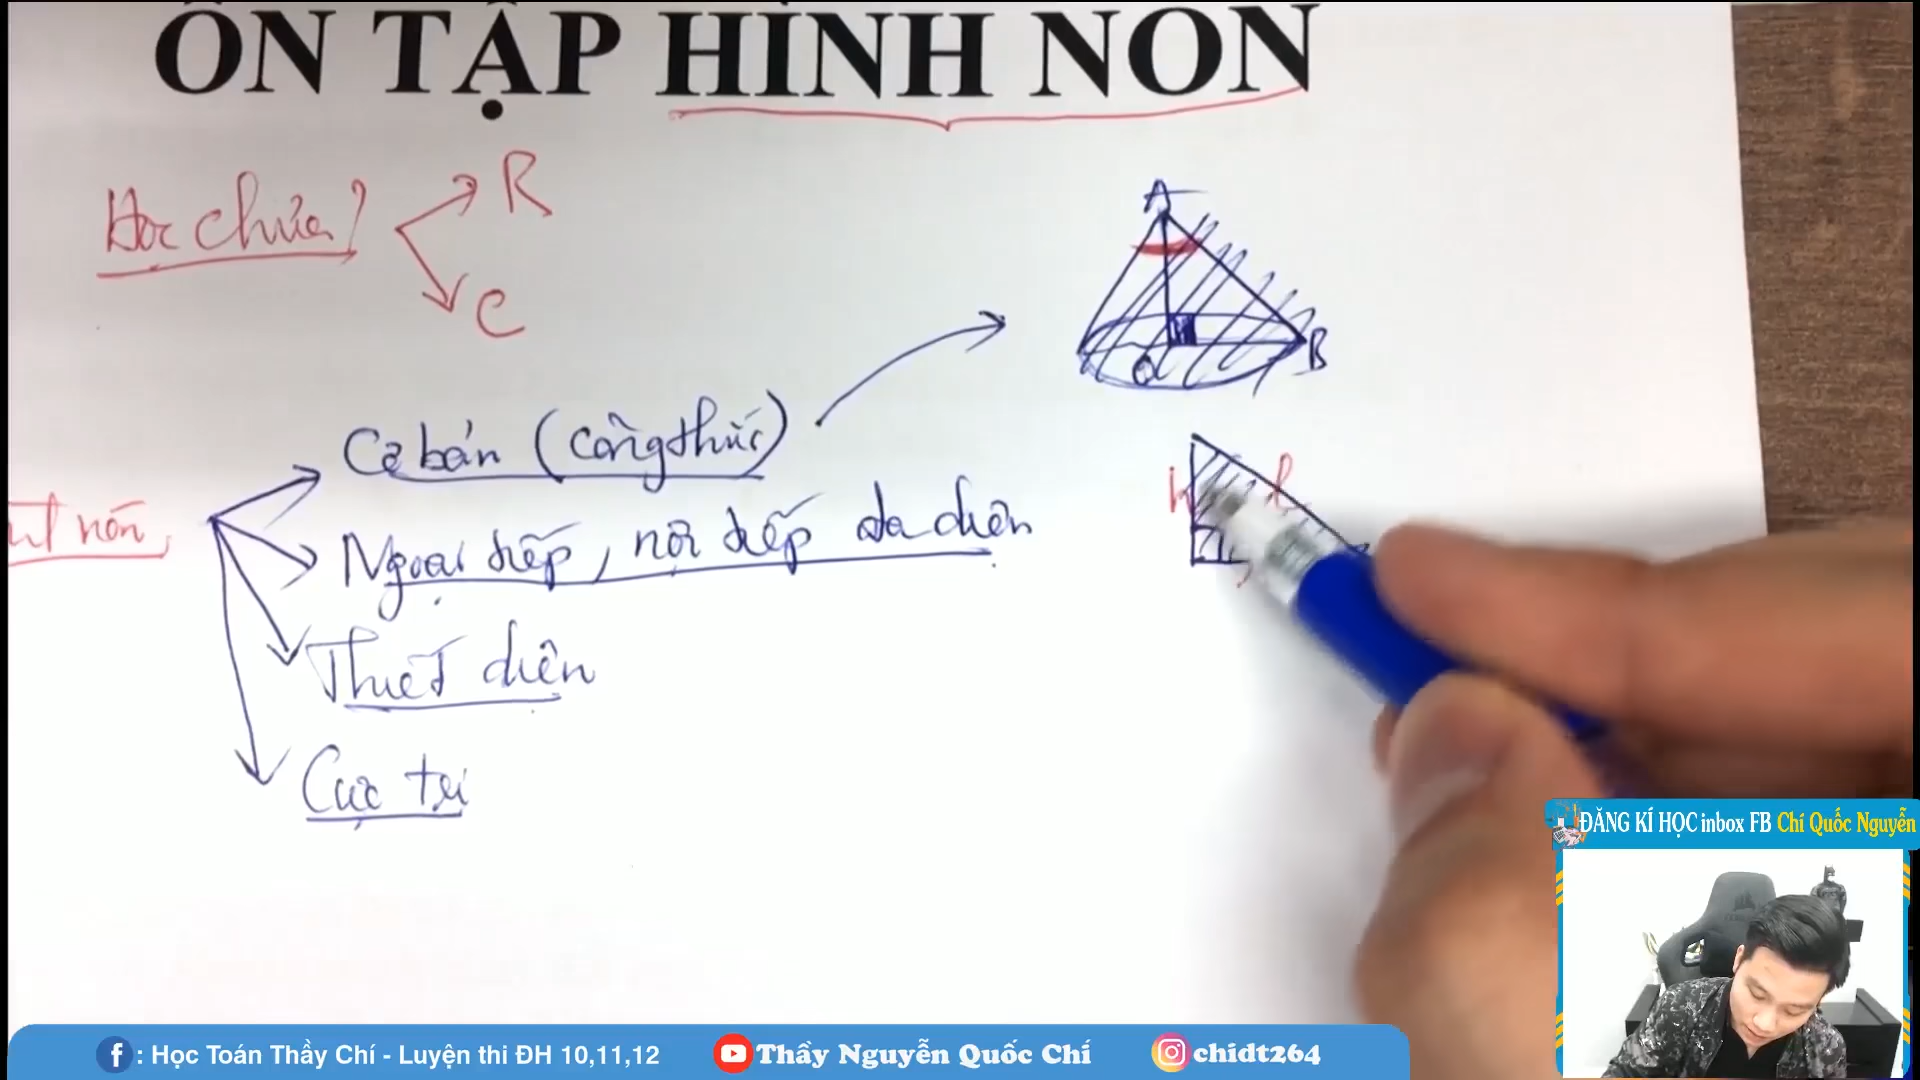 ÔN TẬP HÌNH NÓN
Học chưa?
R
C
A
O
B
Cơ bản (Công thức)
h
l
nón
Ngoại tiếp, nội tiếp đa diện
Thiết diện
Cực trị
ĐĂNG KÍ HỌC inbox FB Chí Quốc Nguyễn
: Học Toán Thầy Chí - Luyện thi ĐH 10,11,12
Thầy Nguyễn Quốc Chí
chidt264